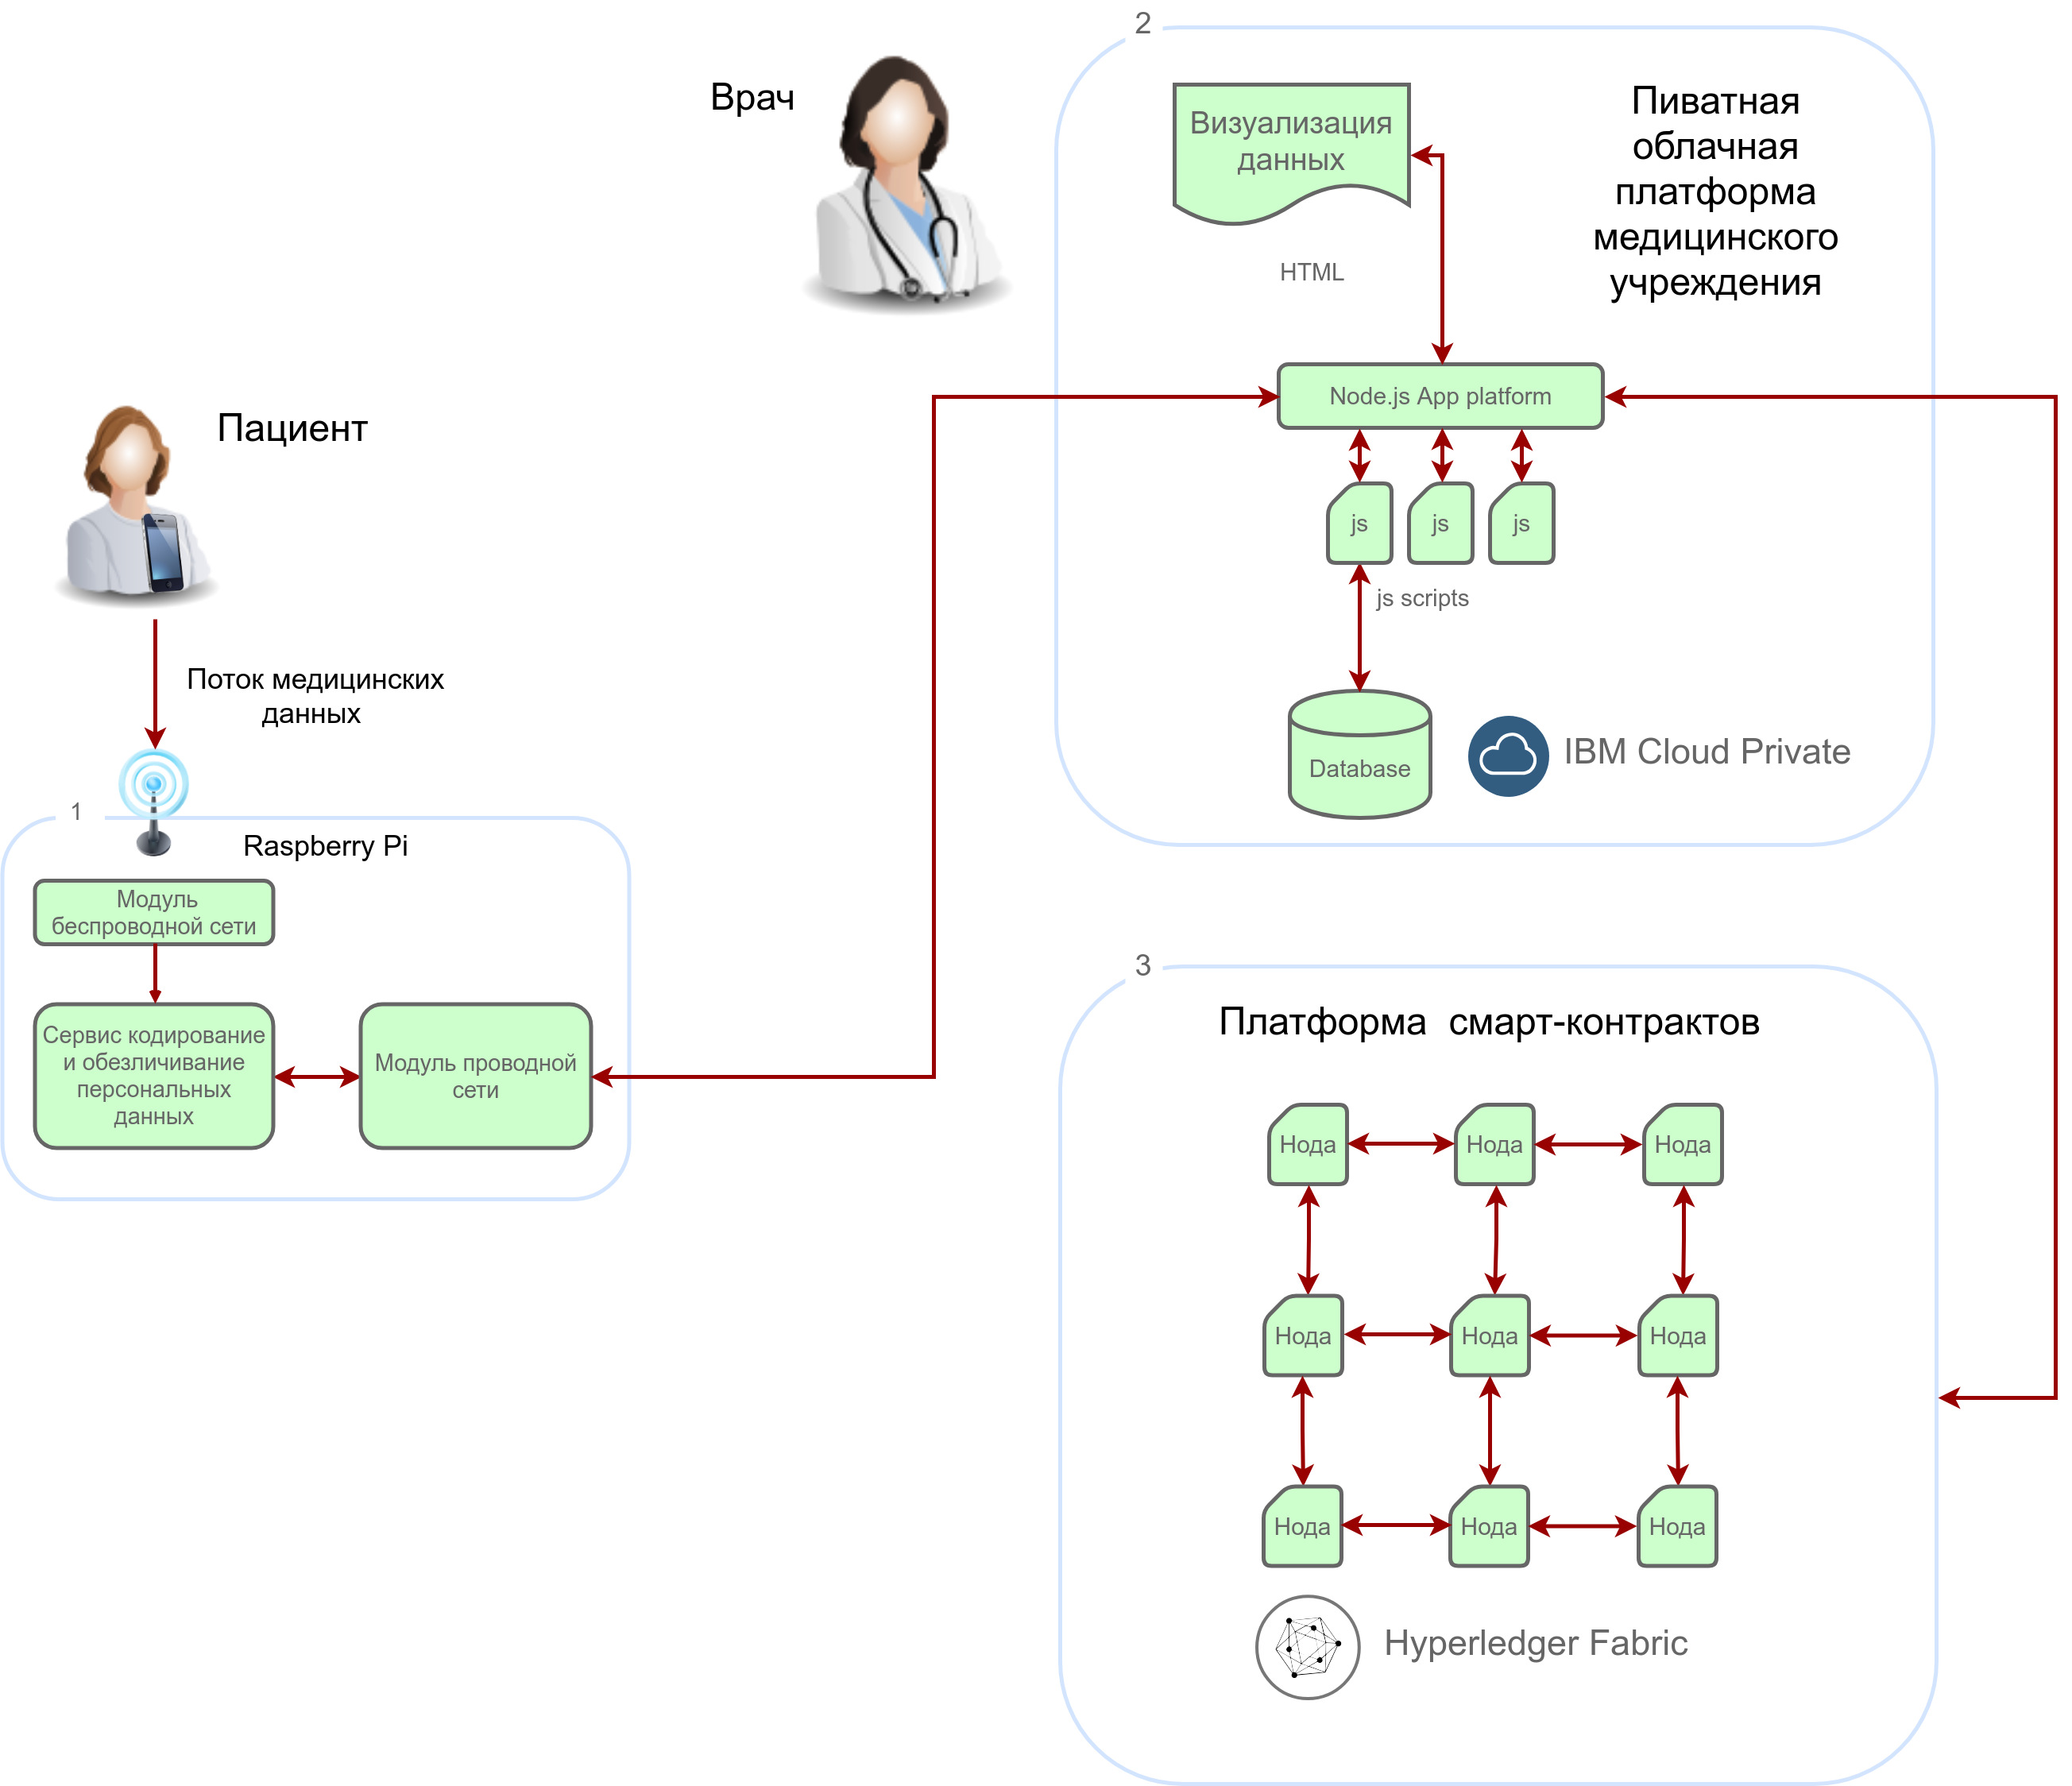 2
Врач
Визуализация
данных
HTML
Пиватная
облачная
платформа
медицинского
учреждения
Node.js App platform
js
js
js
js scripts
Database
IBM Cloud Private
Пациент
Поток медицинских
данных
1
Raspberry Pi
Модуль
беспроводной сети
Сервис кодирование
и обезличивание
персональных
данных
Модуль проводной
сети
3
Платформа смарт-контрактов
Нода
Нода
Нода
Нода
Нода
Нода
Нода
Нода
Нода
Hyperledger Fabric